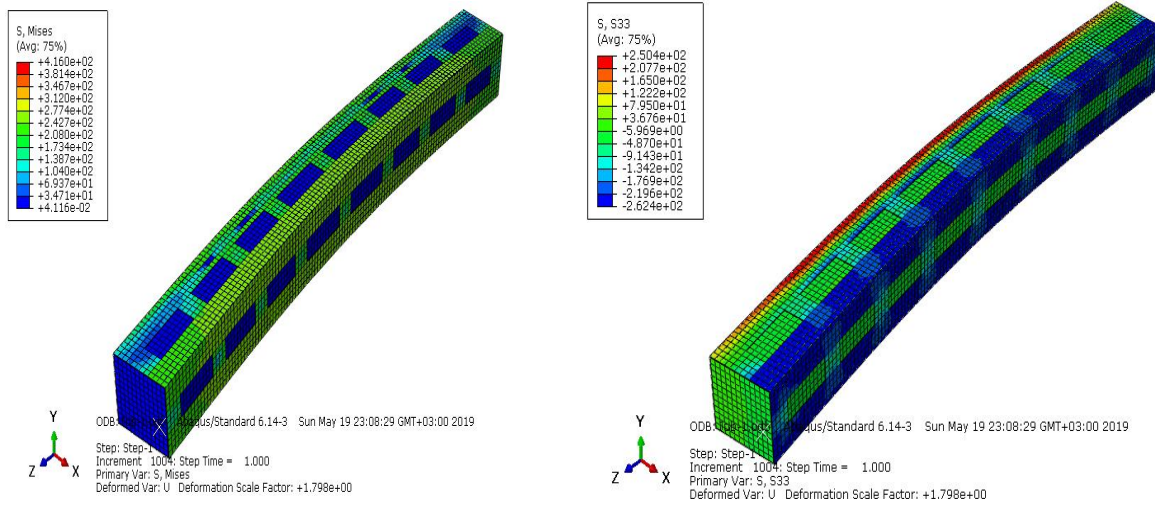 S, Mises
(Avg: 75%)
+4.160e+02
+3.814e+02
+3.467e+02
+3.120e+02
+2.774e+02
+2.427e+02
+2.080e+02
+1.734e+02
+1.387e+02
+1.040e+02
+6.937e+01
+3.471e+01
+4.116e-02
Y
Z X
ODB: Abaqus/Standard 6.14-3 Sun May 19 23:08:29 GMT+03:00 2019
Step: Step-1
Increment 1004: Step Time = 1.000
Primary Var: S, Mises
Deformed Var: U Deformation Scale Factor: +1.798e+00
S, S33
(Avg: 75%)
+2.504e+02
+2.077e+02
+1.650e+02
+1.222e+02
+7.950e+01
+3.676e+01
-5.969e+00
-4.870e+01
-9.143e+01
-1.342e+02
-1.769e+02
-2.196e+02
-2.624e+02
Y
Z X
ODB: Abaqus/Standard 6.14-3 Sun May 19 23:08:29 GMT+03:00 2019
Step: Step-1
Increment 1004: Step Time = 1.000
Primary Var: S, S33
Deformed Var: U Deformation Scale Factor: +1.798e+00